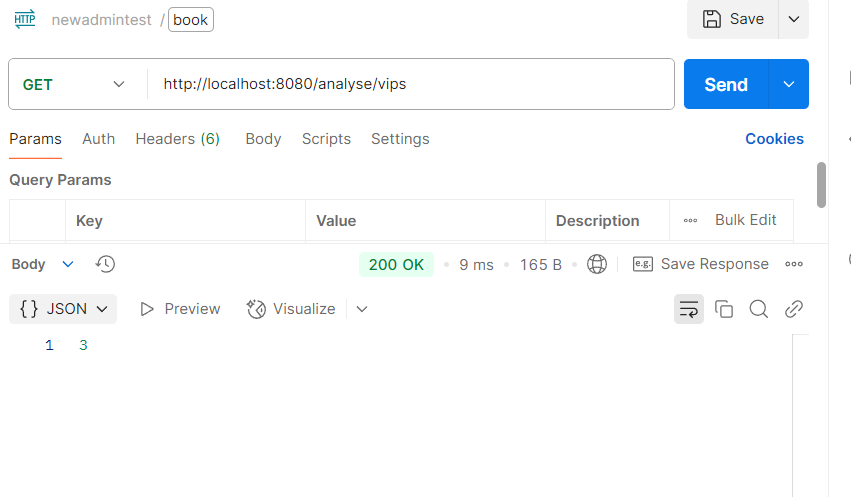 HTTP newadmintest / book Save
GET http://localhost:8080/analyse/vips Send
Params Auth Headers (6) Body Scripts Settings Cookies
Query Params
Key Value Description ooo Bulk Edit
Body 200 OK • 9 ms • 165 B • e.g. Save Response ooo
{} JSON Preview Visualize
1 3